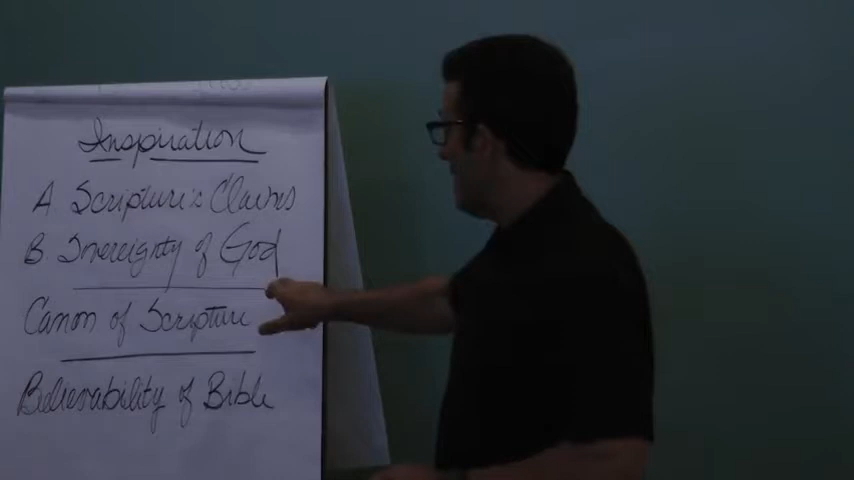 Inspiration
A Scripture's Claims
B Sovereignty of God
Canon of Scripture
Believability of Bible